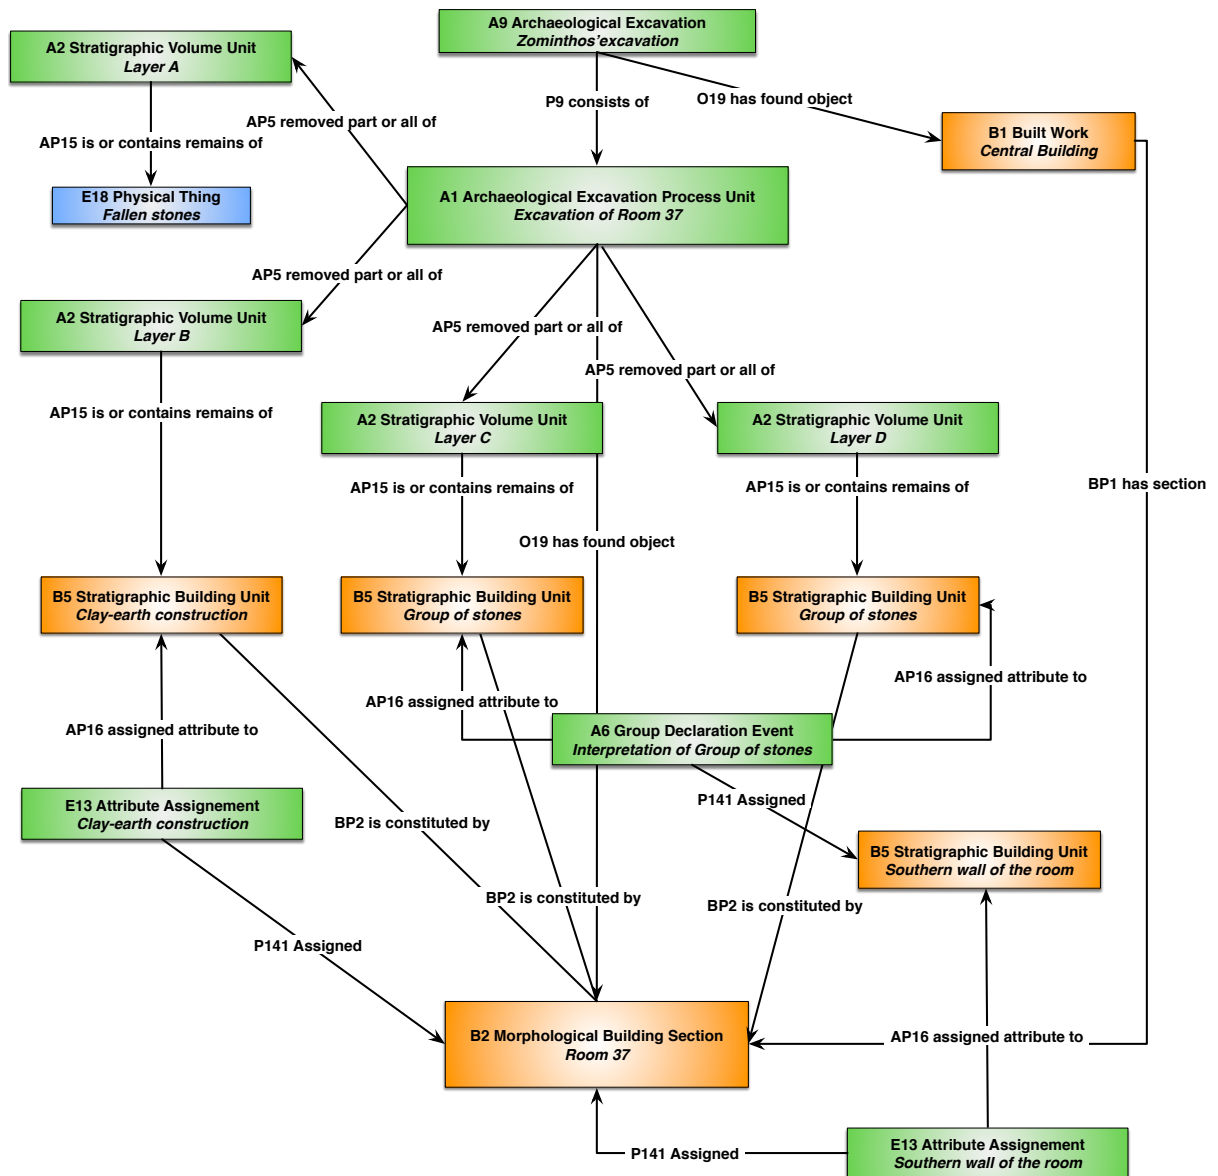 A9 Archaeological Excavation
Zominthos'excavation
A2 Stratigraphic Volume Unit
Layer A
P9 consists of
O19 has found object
AP5 removed part or all of
AP15 is or contains remains of
B1 Built Work
Central Building
E18 Physical Thing
Fallen stones
A1 Archaeological Excavation Process Unit
Excavation of Room 37
AP5 removed part or all of
A2 Stratigraphic Volume Unit
Layer B
AP5 removed part or all of
AP5 removed part or all of
AP15 is or contains remains of
A2 Stratigraphic Volume Unit
Layer C
A2 Stratigraphic Volume Unit
Layer D
AP15 is or contains remains of
AP15 is or contains remains of
BP1 has section
O19 has found object
B5 Stratigraphic Building Unit
Clay-earth construction
B5 Stratigraphic Building Unit
Group of stones
B5 Stratigraphic Building Unit
Group of stones
AP16 assigned attribute to
AP16 assigned attribute to
AP16 assigned attribute to
A6 Group Declaration Event
Interpretation of Group of stones
E13 Attribute Assignement
Clay-earth construction
P141 Assigned
BP2 is constituted by
B5 Stratigraphic Building Unit
Southern wall of the room
BP2 is constituted by
BP2 is constituted by
P141 Assigned
B2 Morphological Building Section
Room 37
AP16 assigned attribute to
E13 Attribute Assignement
Southern wall of the room
P141 Assigned